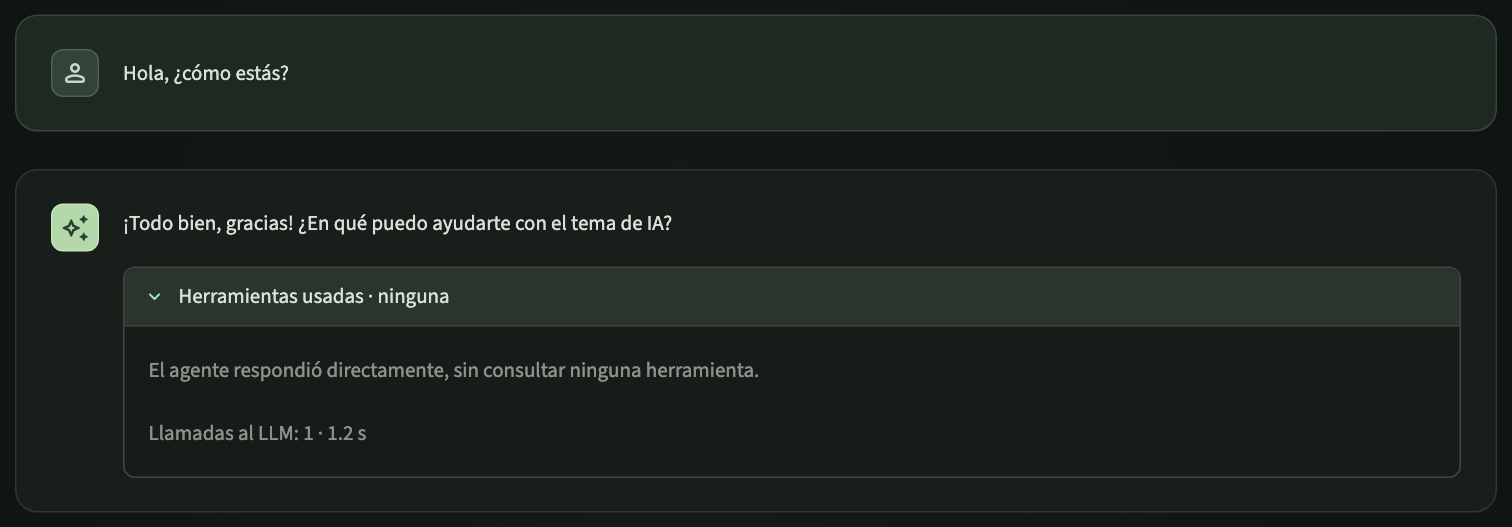 Hola, ¿cómo estás?
¡Todo bien, gracias! ¿En qué puedo ayudarte con el tema de IA?
Herramientas usadas · ninguna
El agente respondió directamente, sin consultar ninguna herramienta.
Llamadas al LLM: 1 · 1.2 s